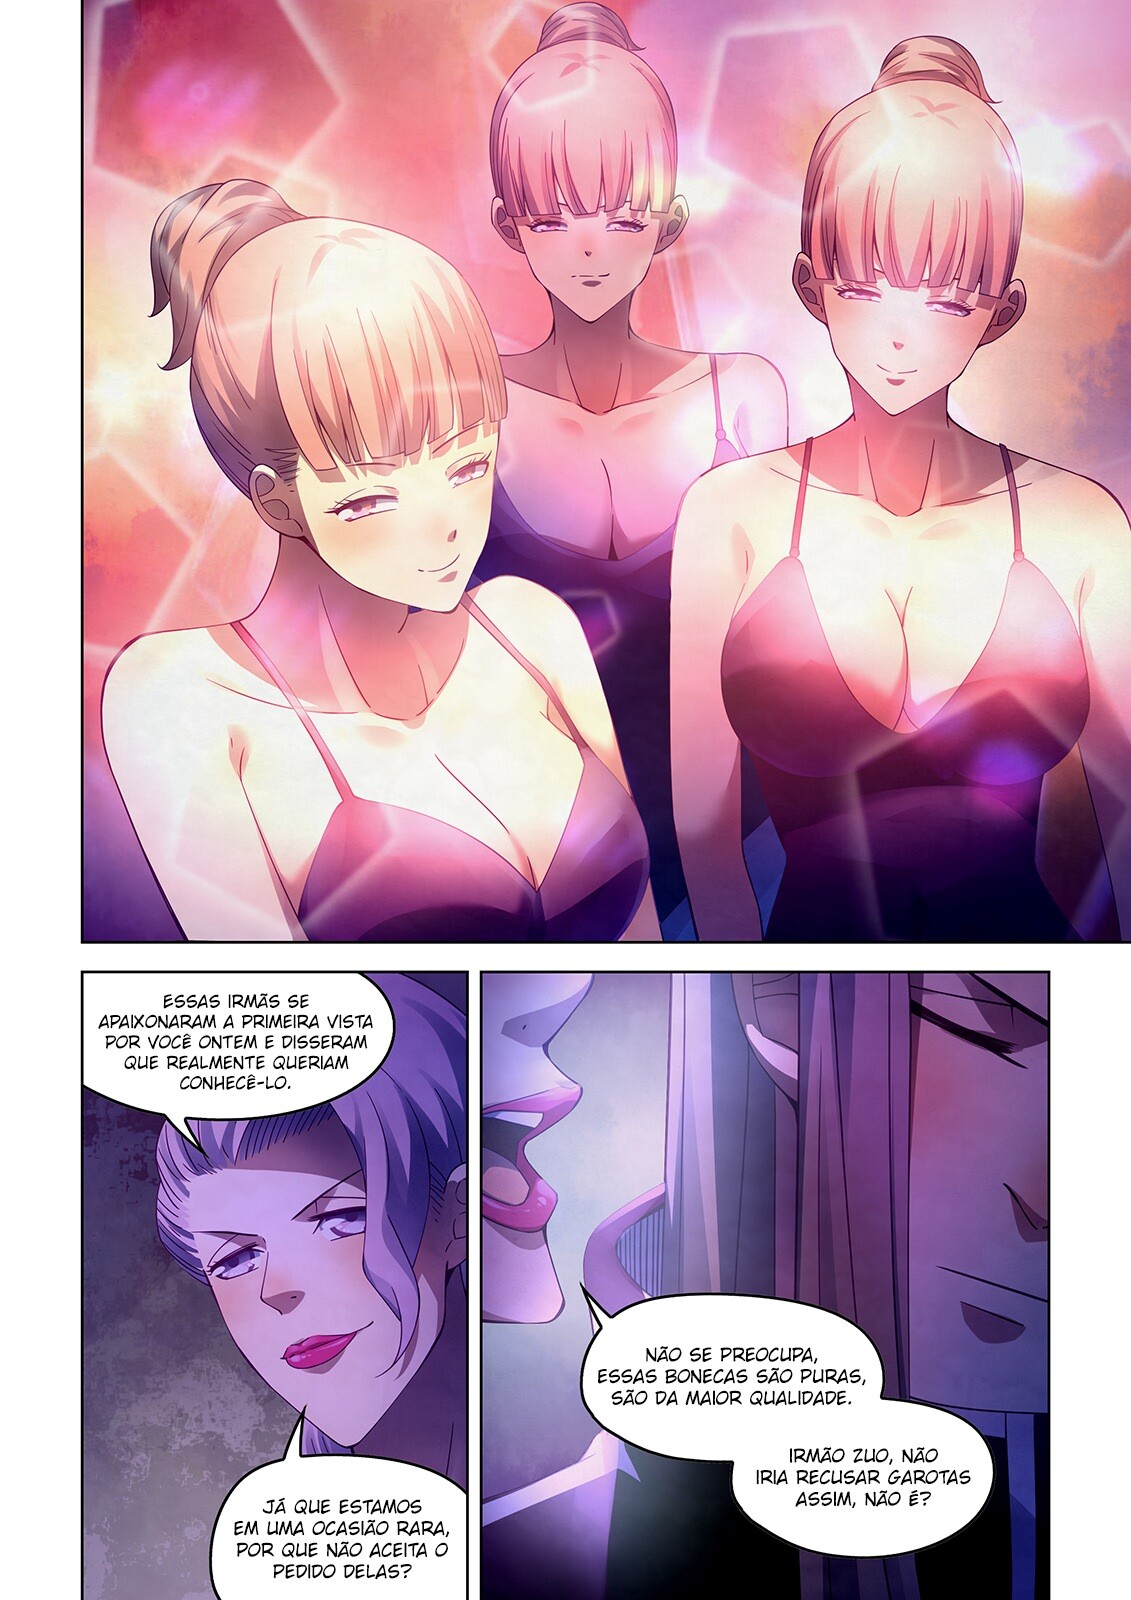 ESSAS IRMÃS SE
APAIXONARAM A PRIMEIRA VISTA
POR VOCÊ ONTEM E DISSERAM
QUE REALMENTE QUERIAM
CONHECÊ-LO.
JÁ QUE ESTAMOS
EM UMA OCASIÃO RARA,
POR QUE NÃO ACEITA O
PEDIDO DELAS?
NÃO SE PREOCUPA,
ESSAS BONECAS SÃO PURAS,
SÃO DA MAIOR QUALIDADE.
IRMÃO ZUO, NÃO
IRIA RECUSAR GAROTAS
ASSIM, NÃO É?